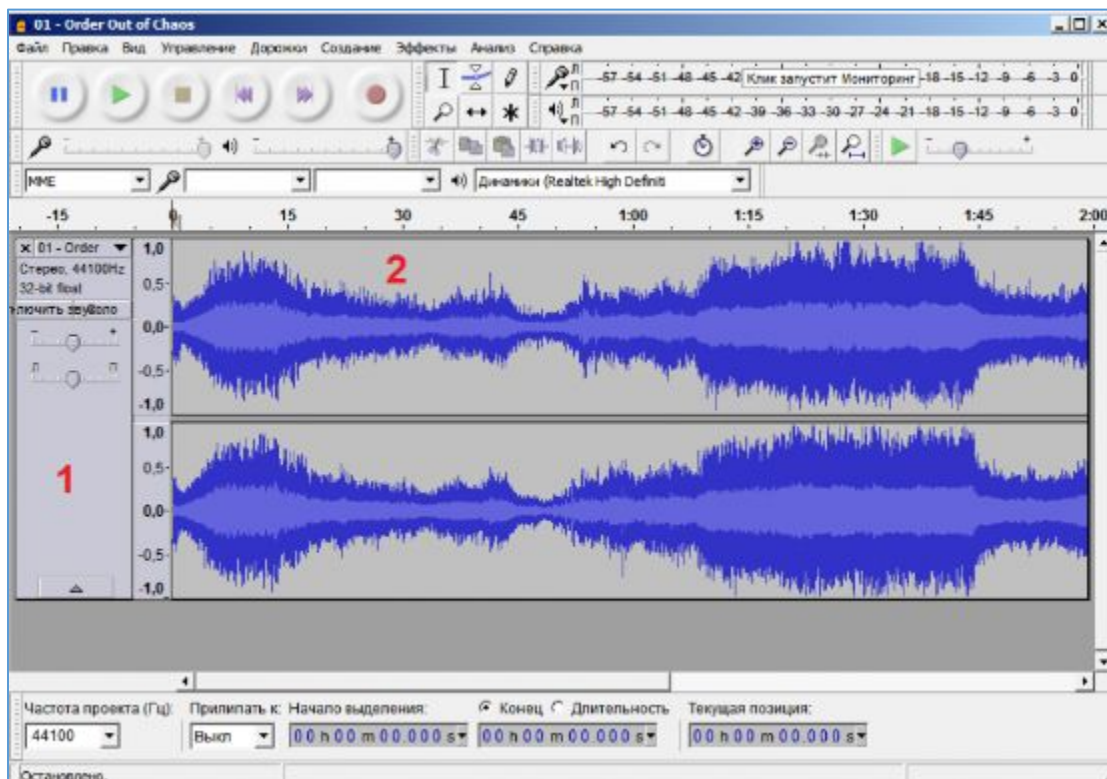 01 - Order Out of Chaos
Файл Правка Вид Управление Дорожки Создание Эффекты Анализ Справка
Л П -57 -54 -51 -48 -45 -42 Клик запустит Мониторинг -18 -15 -12 -9 -6 -3 0
Л П -57 -54 -51 -48 -45 -42 -39 -36 -33 -30 -27 -24 -21 -18 -15 -12 -9 -6 -3 0
- +
MME Динамики (Realtek High Definiti
-15 0 15 30 45 1:00 1:15 1:30 1:45 2:00
01 - Order
Стерео, 44100Hz
32-bit float
- +
Л П
1,0
0,5-
0,0-
-0,5-
-1,0
1,0
0,5-
0,0-
-0,5-
-1,0
2
1
Частота проекта (Гц): Прилипать к: Начало выделения: Конец Длительность Текущая позиция:
44100 Выкл 00 h 00 m 00.000 s 00 h 00 m 00.000 s 00 h 00 m 00.000 s
Остановлено.